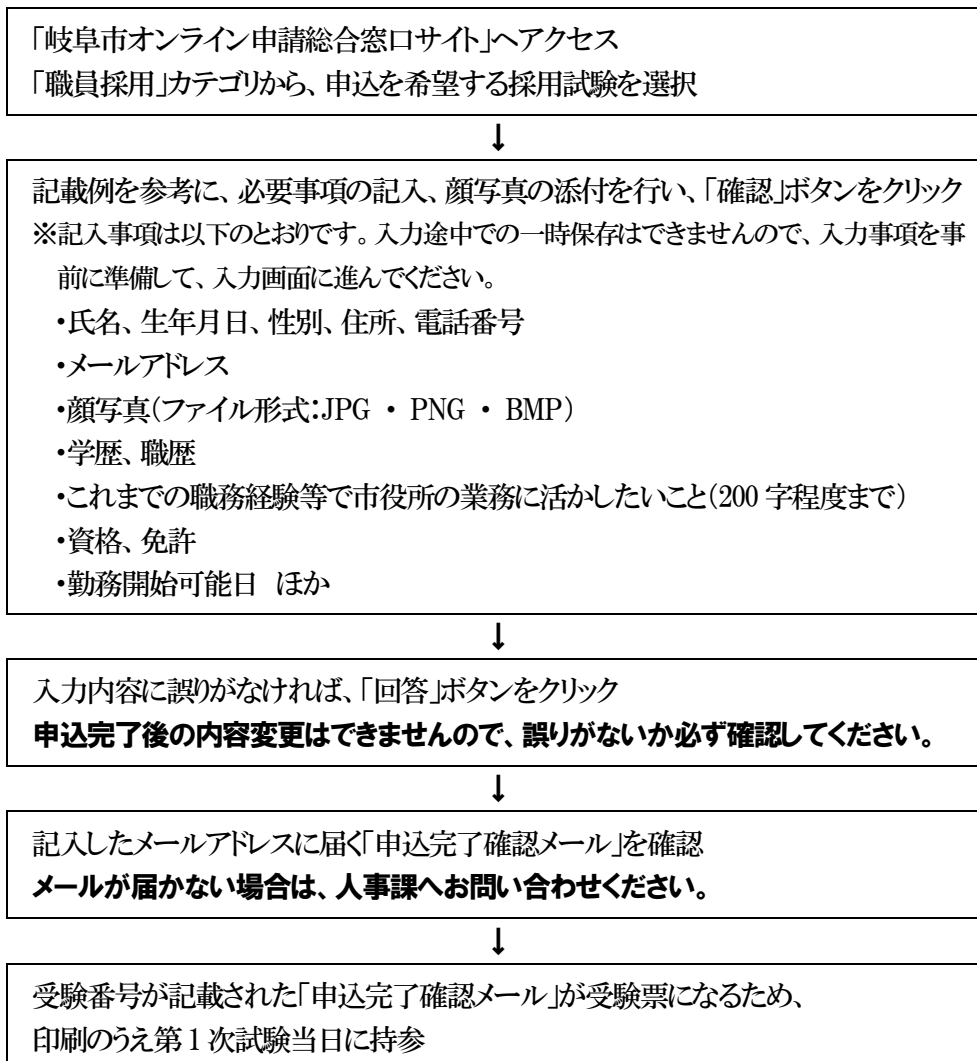 「岐阜市オンライン申請総合窓口サイト」へアクセス
「職員採用」カテゴリから、申込を希望する採用試験を選択
↓
記載例を参考に、必要事項の記入、顔写真の添付を行い、「確認」ボタンをクリック
※記入事項は以下のとおりです。入力途中での一時保存はできませんので、入力事項を事
前に準備して、入力画面に進んでください。
・氏名、生年月日、性別、住所、電話番号
・メールアドレス
・顔写真(ファイル形式:JPG ・ PNG ・ BMP)
・学歴、職歴
・これまでの職務経験等で市役所の業務に活かしたいこと(200 字程度まで)
・資格、免許
・勤務開始可能日 ほか
↓
入力内容に誤りがなければ、「回答」ボタンをクリック
申込完了後の内容変更はできませんので、誤りがないか必ず確認してください。
↓
記入したメールアドレスに届く「申込完了確認メール」を確認
メールが届かない場合は、人事課へお問い合わせください。
↓
受験番号が記載された「申込完了確認メール」が受験票になるため、
印刷のうえ第1次試験当日に持参